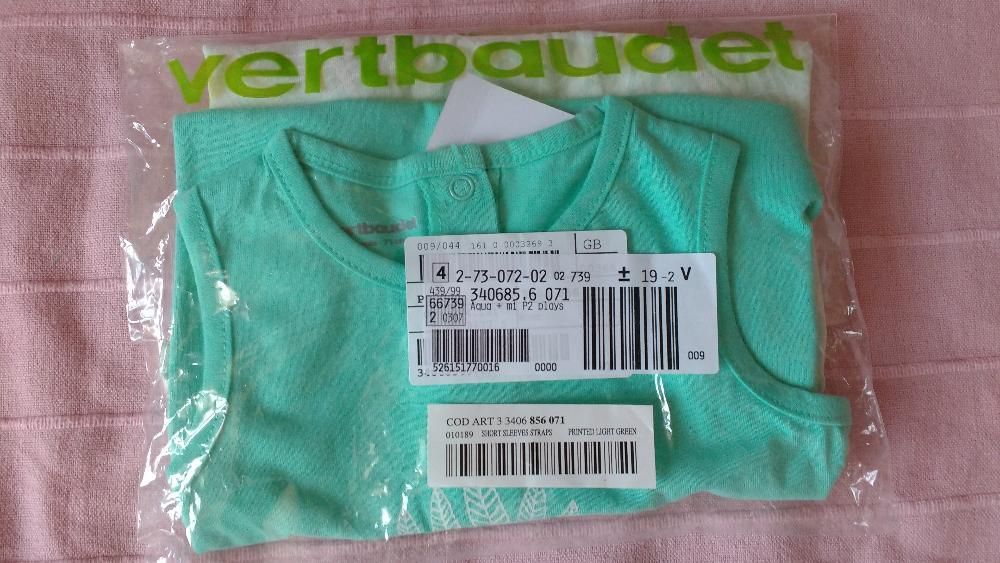 vertbaudet
009/044 161 0 0003269 3 GB
4 2-73-072-02 02 739 ± 19 -2 V
439/99
66739 340685.6 071
2 0307 Aqua + m1 P2 plays
009
526151770016 0000
COD ART 3 3406 856 071
010189 SHORT SLEEVES STRAPS PRINTED LIGHT GREEN